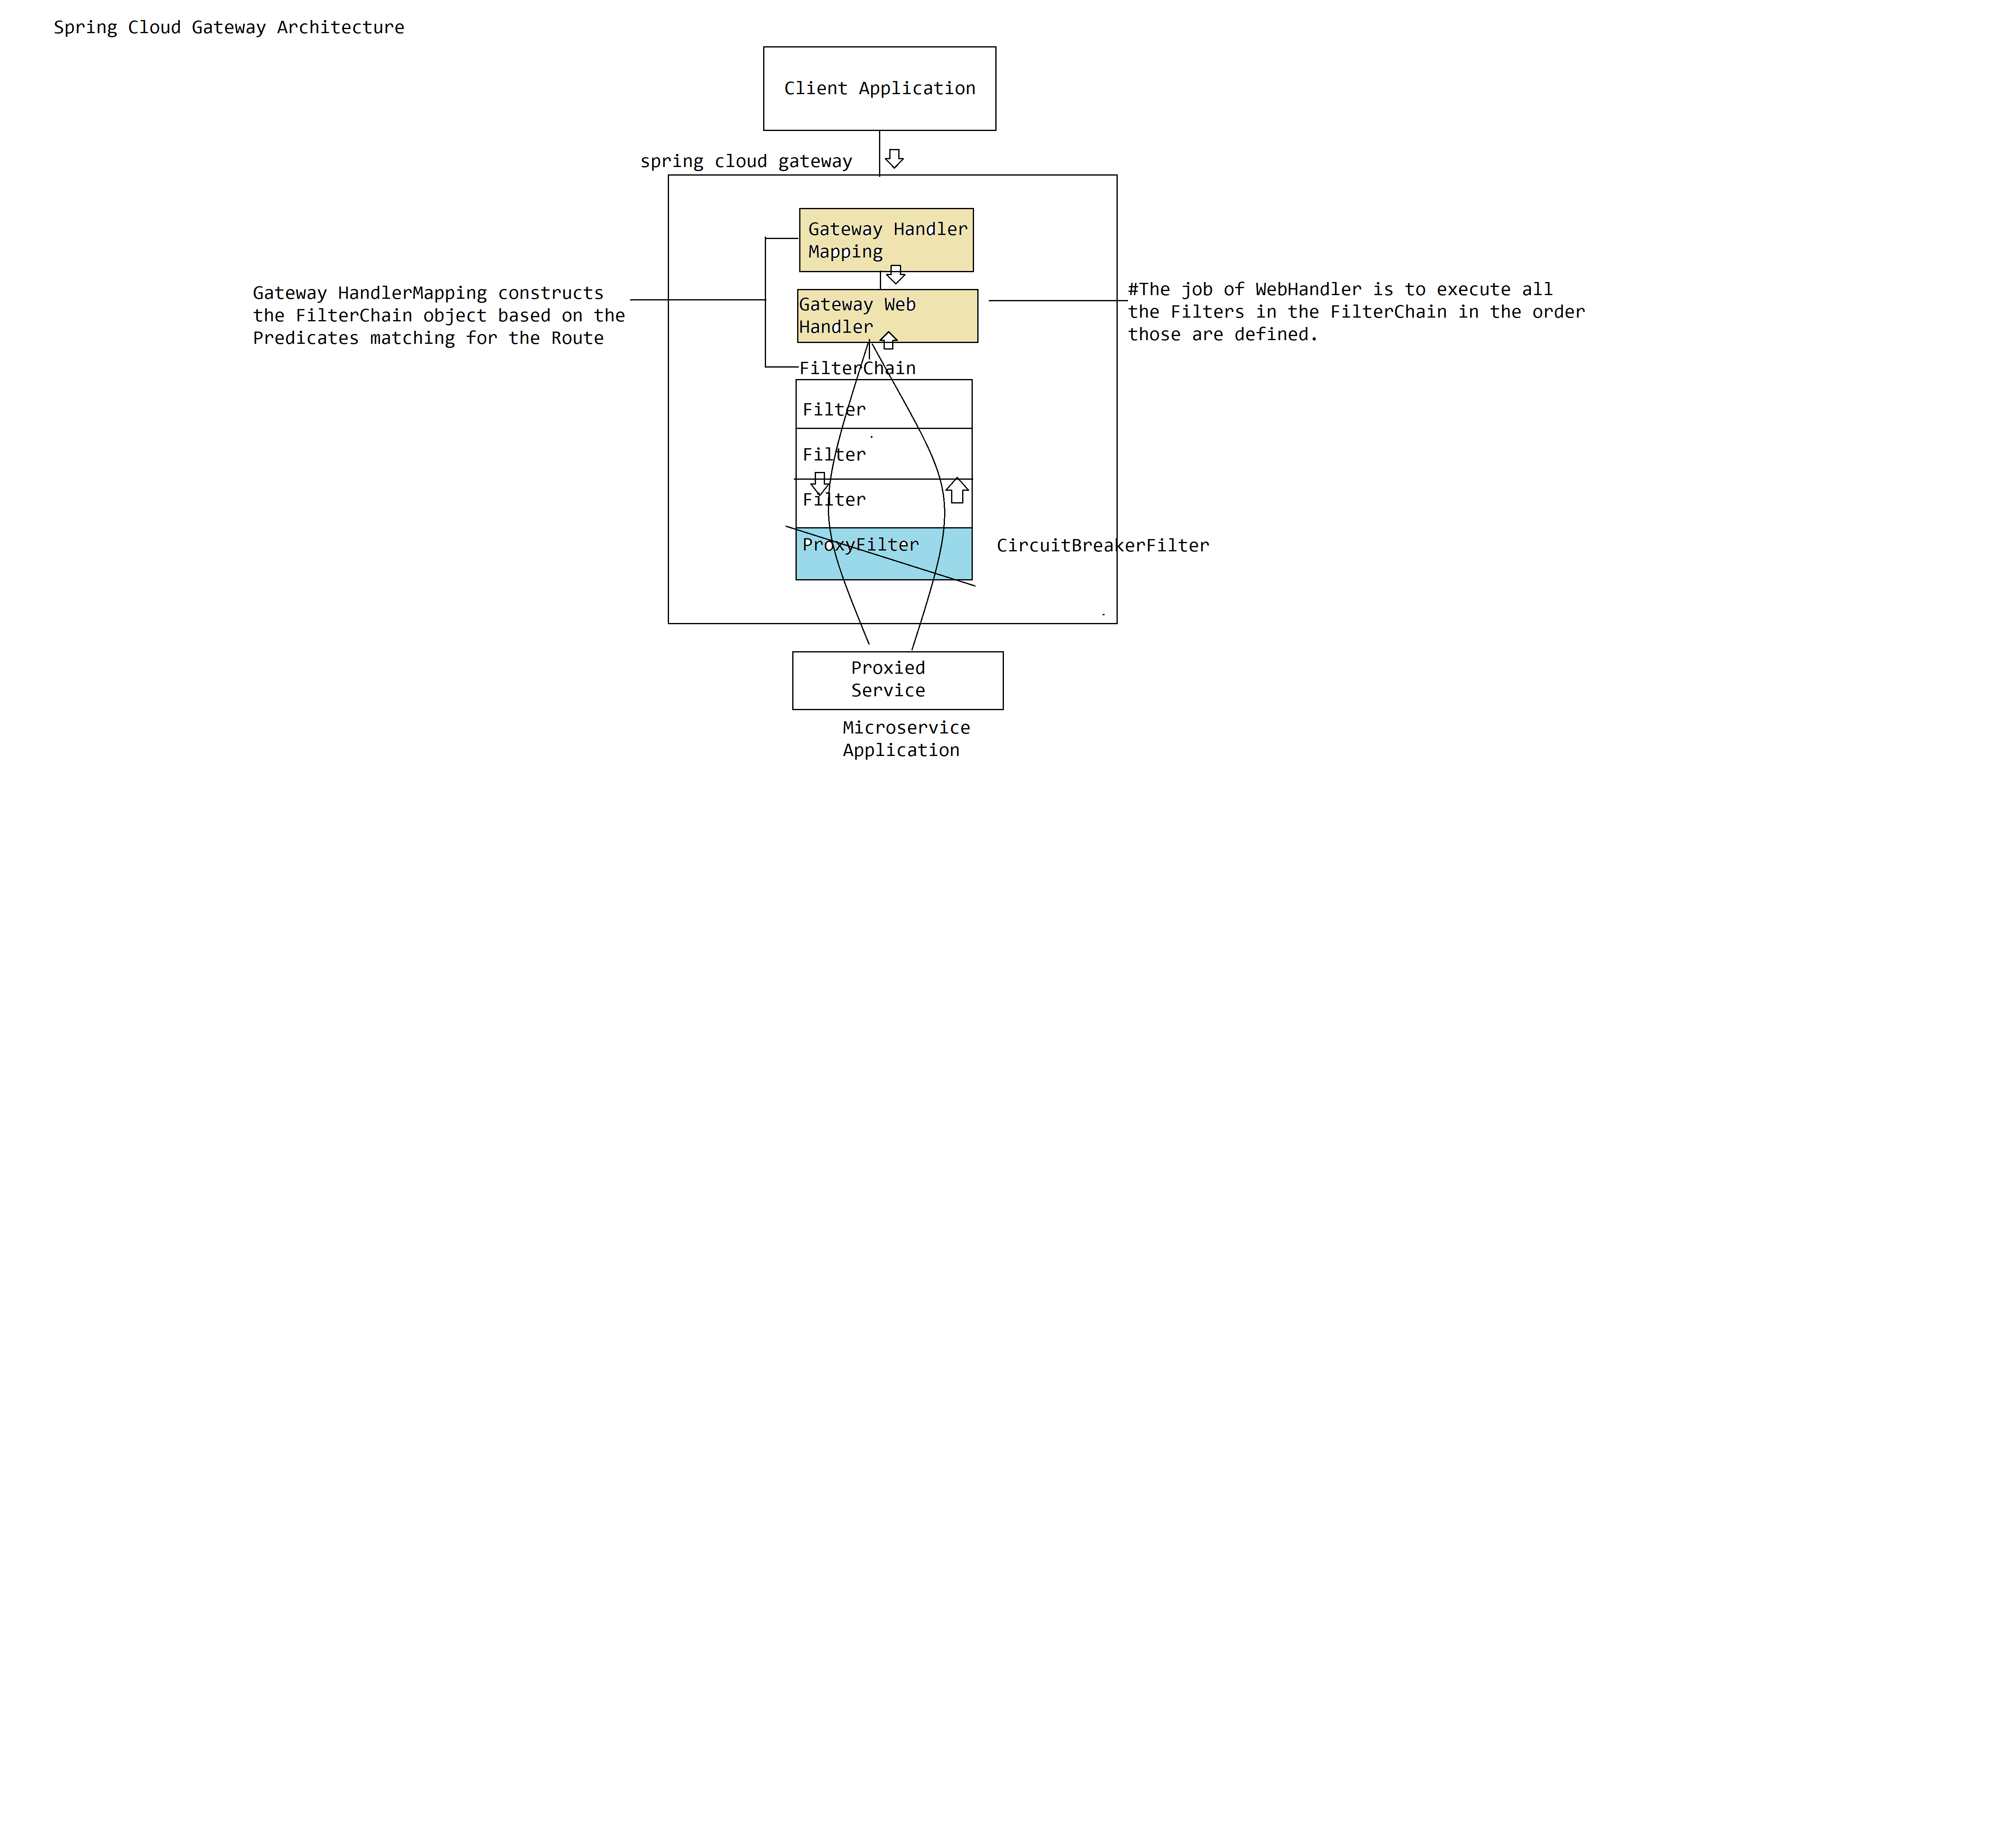 Spring Cloud Gateway Architecture
Client Application
spring cloud gateway
Gateway Handler
Mapping
Gateway HandlerMapping constructs
the FilterChain object based on the
Predicates matching for the Route
Gateway Web
Handler
#The job of WebHandler is to execute all
the Filters in the FilterChain in the order
those are defined.
FilterChain
Filter
Filter
Filter
ProxyFilter
CircuitBreakerFilter
Proxied
Service
Microservice
Application